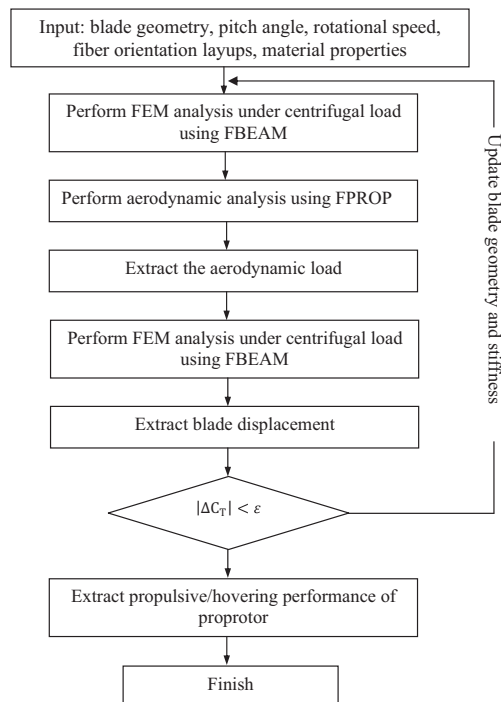 Input: blade geometry, pitch angle, rotational speed,
fiber orientation layups, material properties
Perform FEM analysis under centrifugal load
using FBEAM
Perform aerodynamic analysis using FPROP
Extract the aerodynamic load
Perform FEM analysis under centrifugal load
using FBEAM
Extract blade displacement
|ΔC_T| < ε
Extract propulsive/hovering performance of
proprotor
Finish
Update blade geometry and stiffness